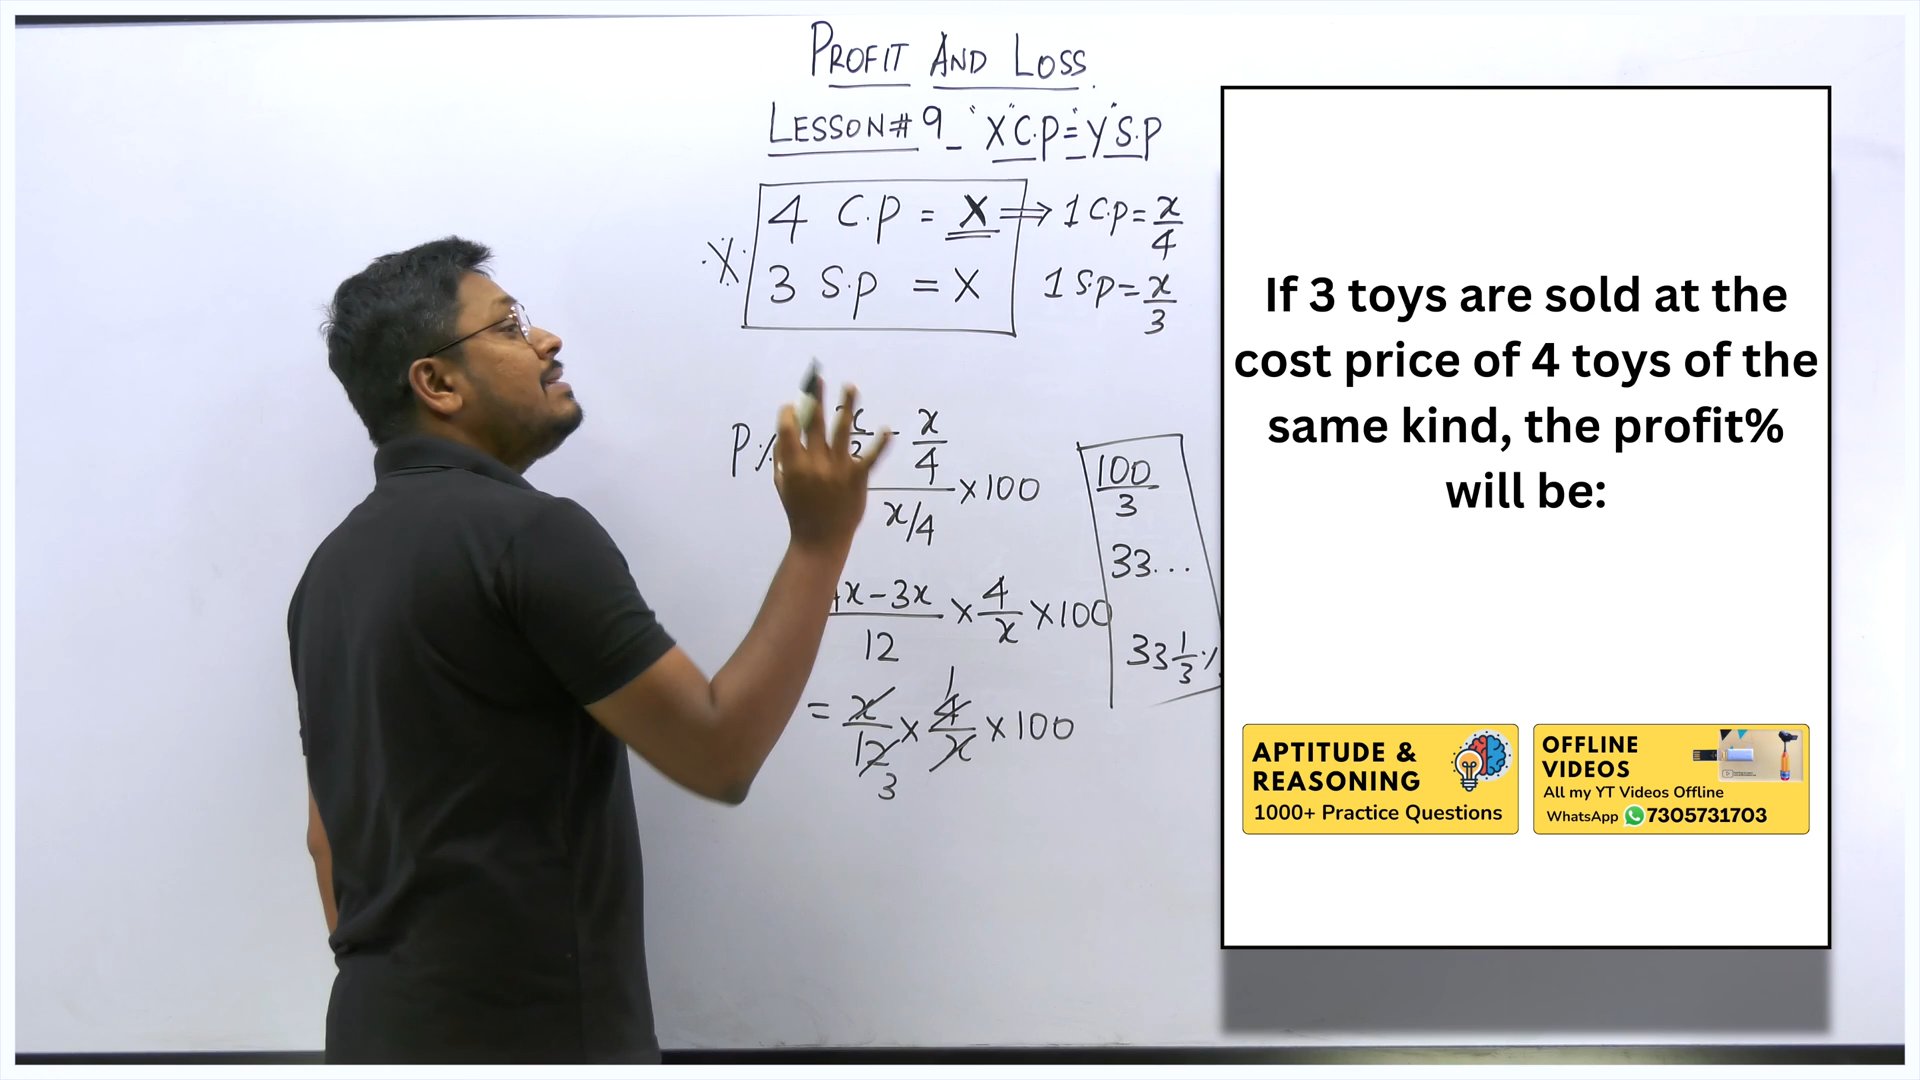 PROFIT AND LOSS
LESSON# 9_ "X"C.P="Y"S.P
4 C.P = X ⟹ 1 C.P = x/4
3 S.P = X 1 S.P = x/3
If 3 toys are sold at the
cost price of 4 toys of the
same kind, the profit%
will be:
- x/4
x/4 ×100
4x-3x/12 × 4/x ×100
= x/12 × 4/x ×100
1
3
100/3
33...
33 1/3 %
APTITUDE &
REASONING
1000+ Practice Questions
OFFLINE
VIDEOS
All my YT Videos Offline
WhatsApp 7305731703